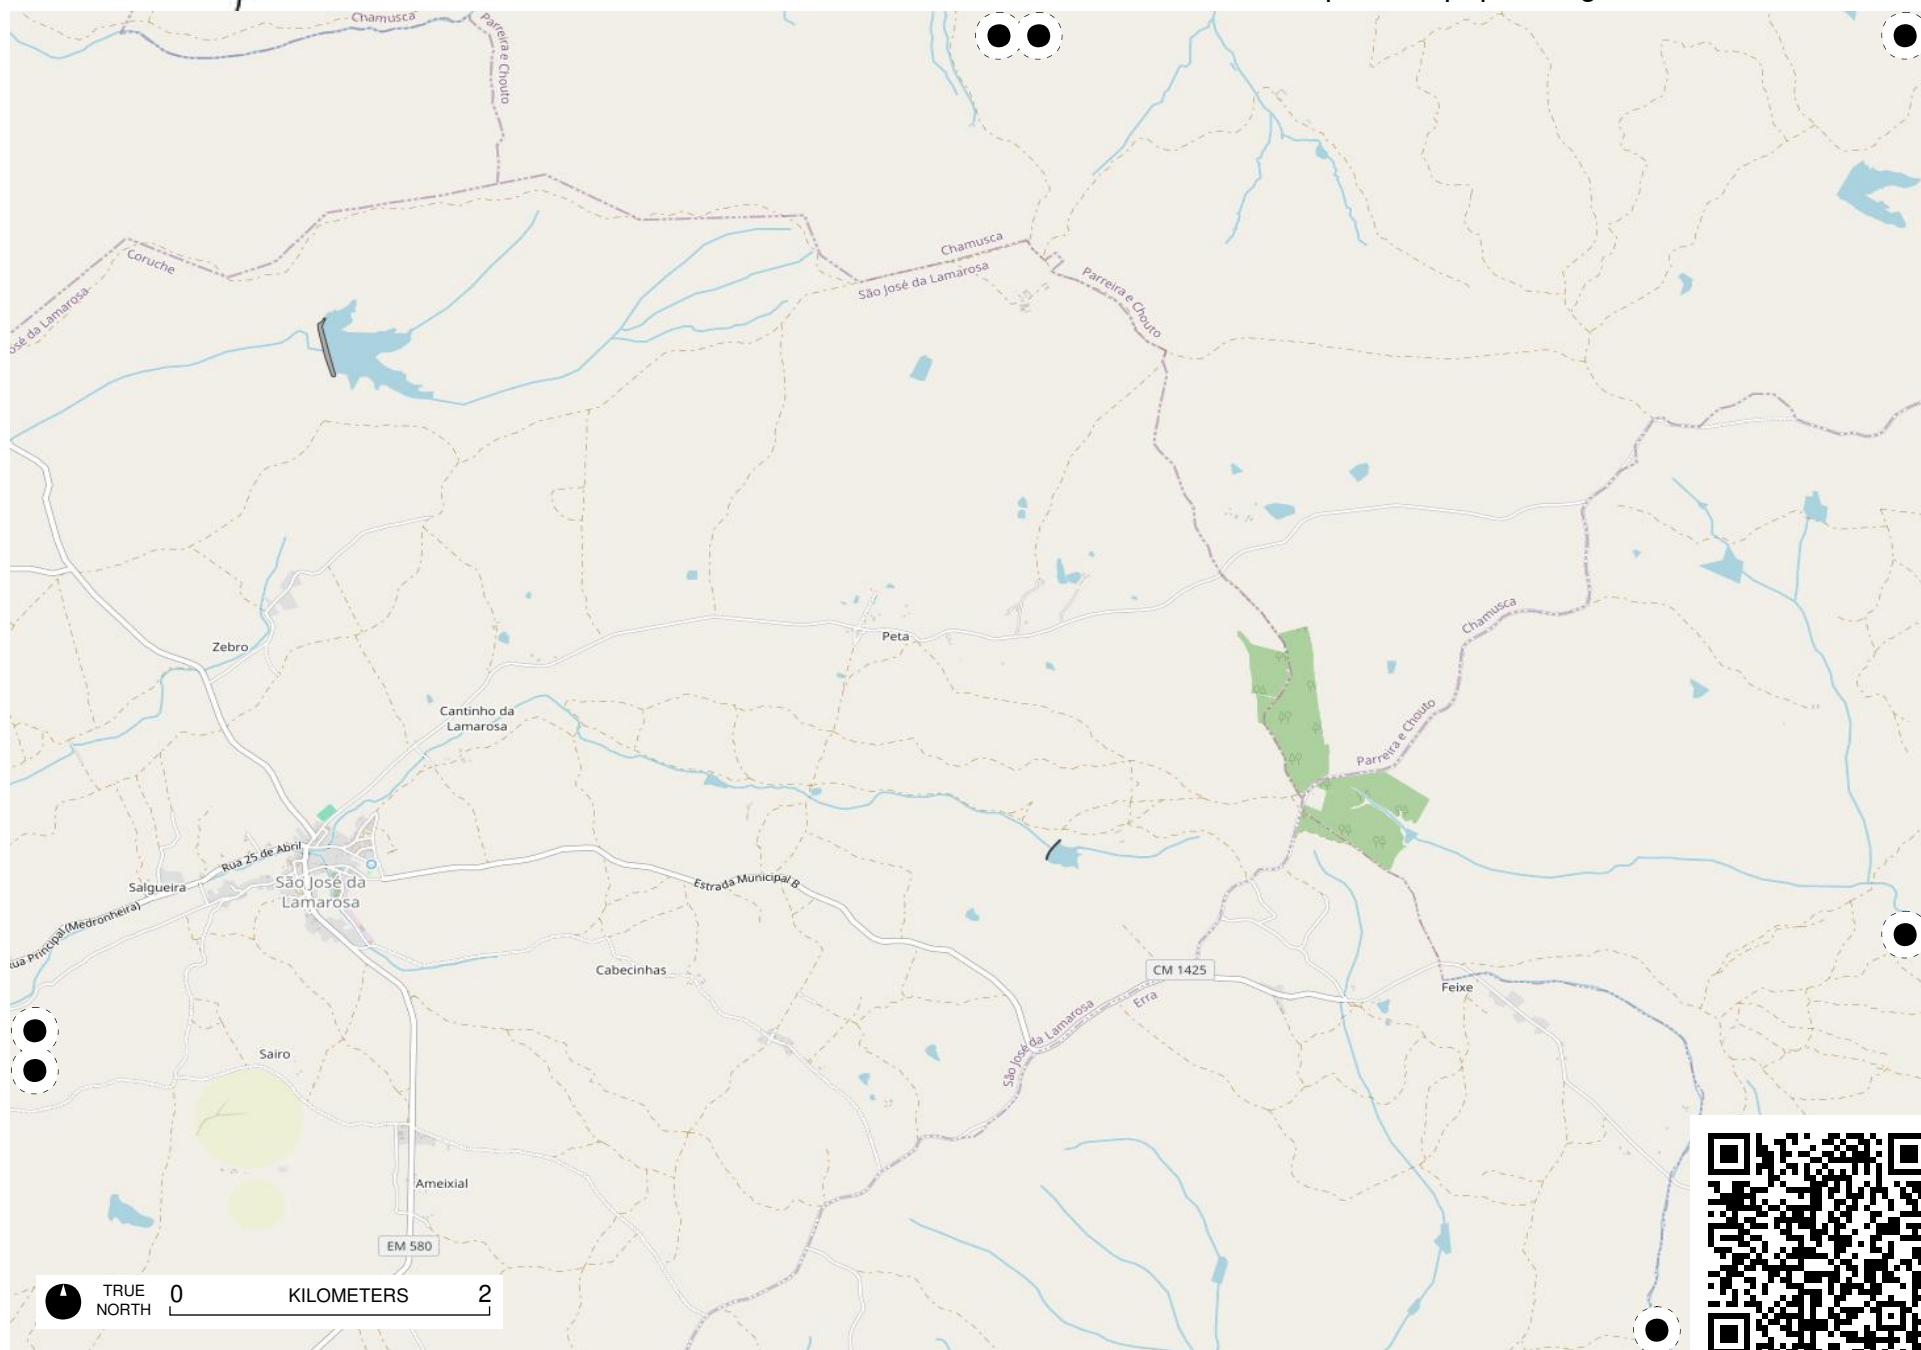 Chamusca
Parreira e Chouto
Coruche
José da Lamarosa
Chamusca
São José da Lamarosa
Parreira e Chouto
Chamusca
Zebro
Peta
Cantinho da
Lamarosa
Parreira e Chouto
Rua 25 de Abril
Salgueira
São José da
Lamarosa
Estrada Municipal B
Rua Principal (Medronheira)
Cabecinhas
CM 1425
Feixe
Erra
São José da Lamarosa
Sairo
Ameixial
EM 580
TRUE
NORTH
0 KILOMETERS 2